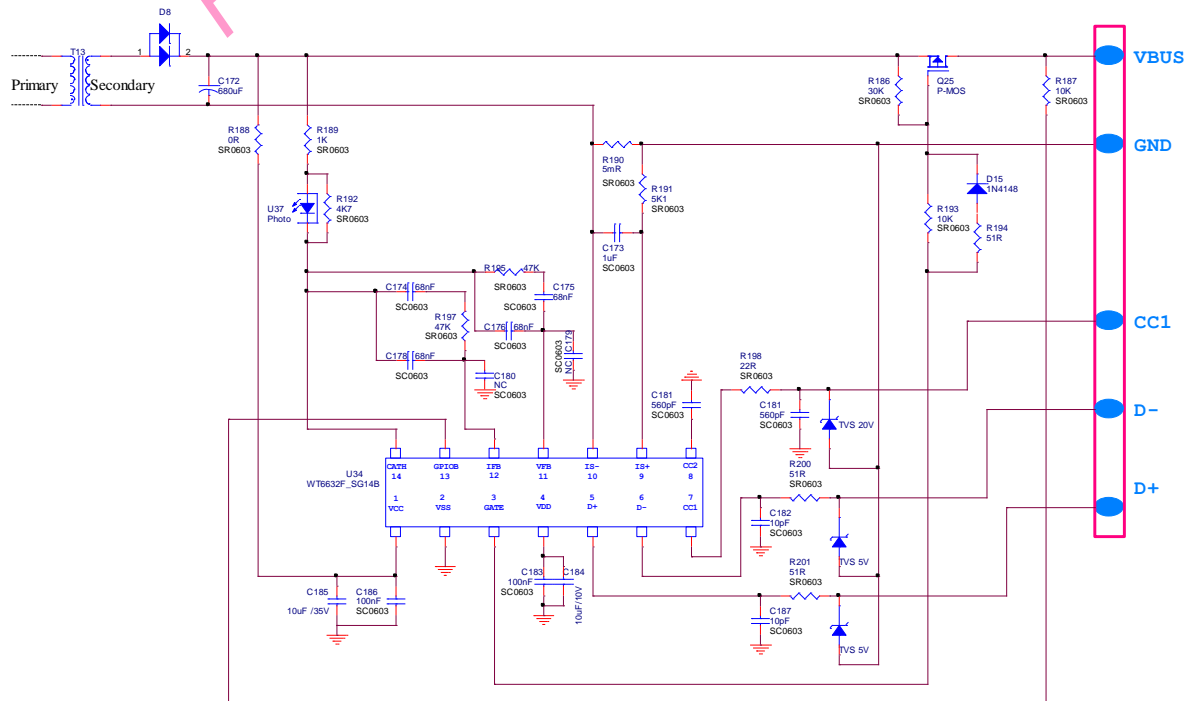 D8
1
2
T13
Primary
Secondary
C172
680uF
R188
0R
SR0603
R189
1K
SR0603
R186
30K
SR0603
Q25
P-MOS
R187
10K
SR0603
VBUS
GND
R190
5mR
SR0603
R191
5K1
SR0603
U37
Photo
R192
4K7
SR0603
C173
1uF
SC0603
D15
1N4148
R193
10K
SR0603
R194
51R
R195
47K
SR0603
C174
68nF
SC0603
C175
68nF
SC0603
R197
47K
SR0603
C176
68nF
SC0603
C179
NC
SC0603
C178
68nF
SC0603
C180
NC
SC0603
CC1
R198
22R
SR0603
C181
560pF
SC0603
C181
560pF
SC0603
TVS 20V
D-
U34
WT6632F_SG14B
CATH
14
GPIOB
13
IFB
12
VFB
11
IS-
10
IS+
9
CC2
8
1
VCC
2
VSS
3
GATE
4
VDD
5
D+
6
D-
7
CC1
R200
51R
SR0603
D+
C182
10pF
SC0603
TVS 5V
R201
51R
SR0603
C183
100nF
SC0603
C184
10uF/10V
C185
10uF /35V
C186
100nF
SC0603
C187
10pF
SC0603
TVS 5V